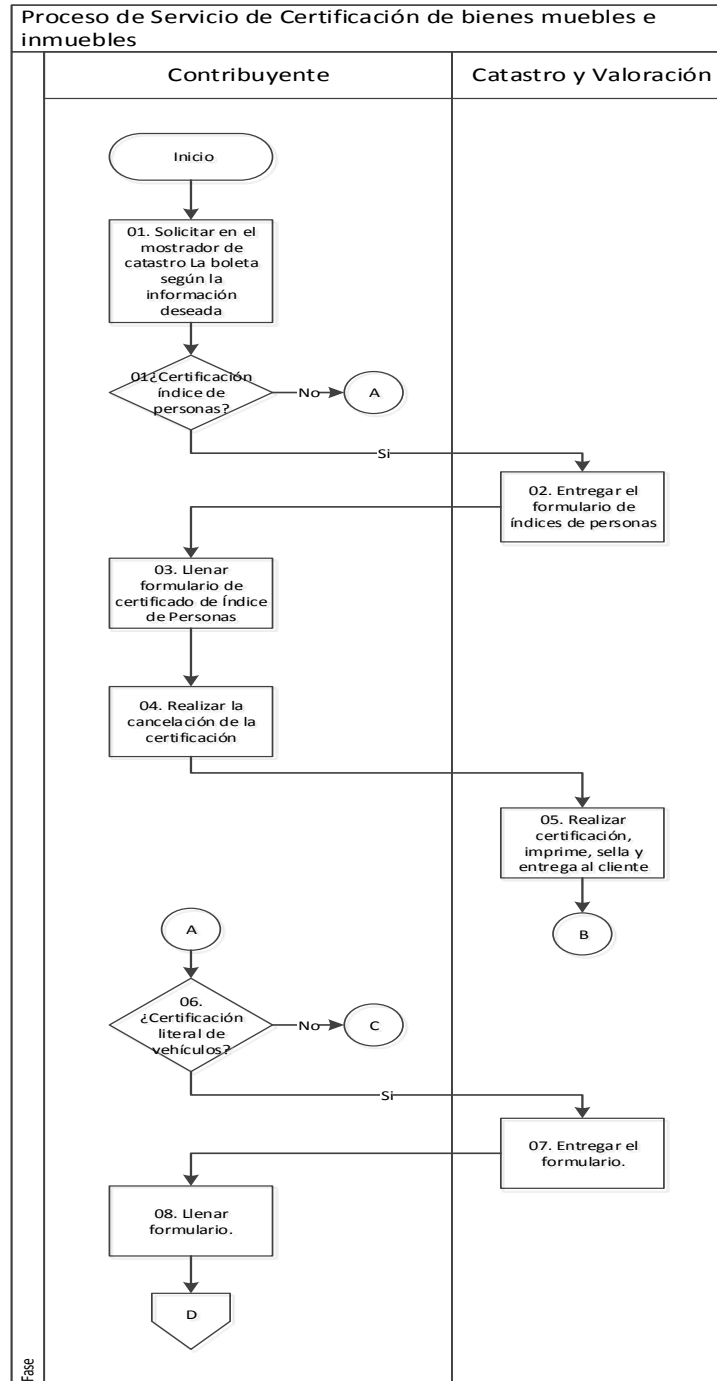 Proceso de Servicio de Certificación de bienes muebles e
inmuebles
Contribuyente
Catastro y Valoración
Inicio
01. Solicitar en el
mostrador de
catastro La boleta
según la
información
deseada
01¿Certificación
índice de
personas?
No
A
Si
02. Entregar el
formulario de
índices de personas
03. Llenar
formulario de
certificado de Índice
de Personas
04. Realizar la
cancelación de la
certificación
05. Realizar
certificación,
imprime, sella y
entrega al cliente
A
B
06.
¿Certificación
literal de
vehículos?
No
C
Si
07. Entregar el
formulario.
08. Llenar
formulario.
D
Fase